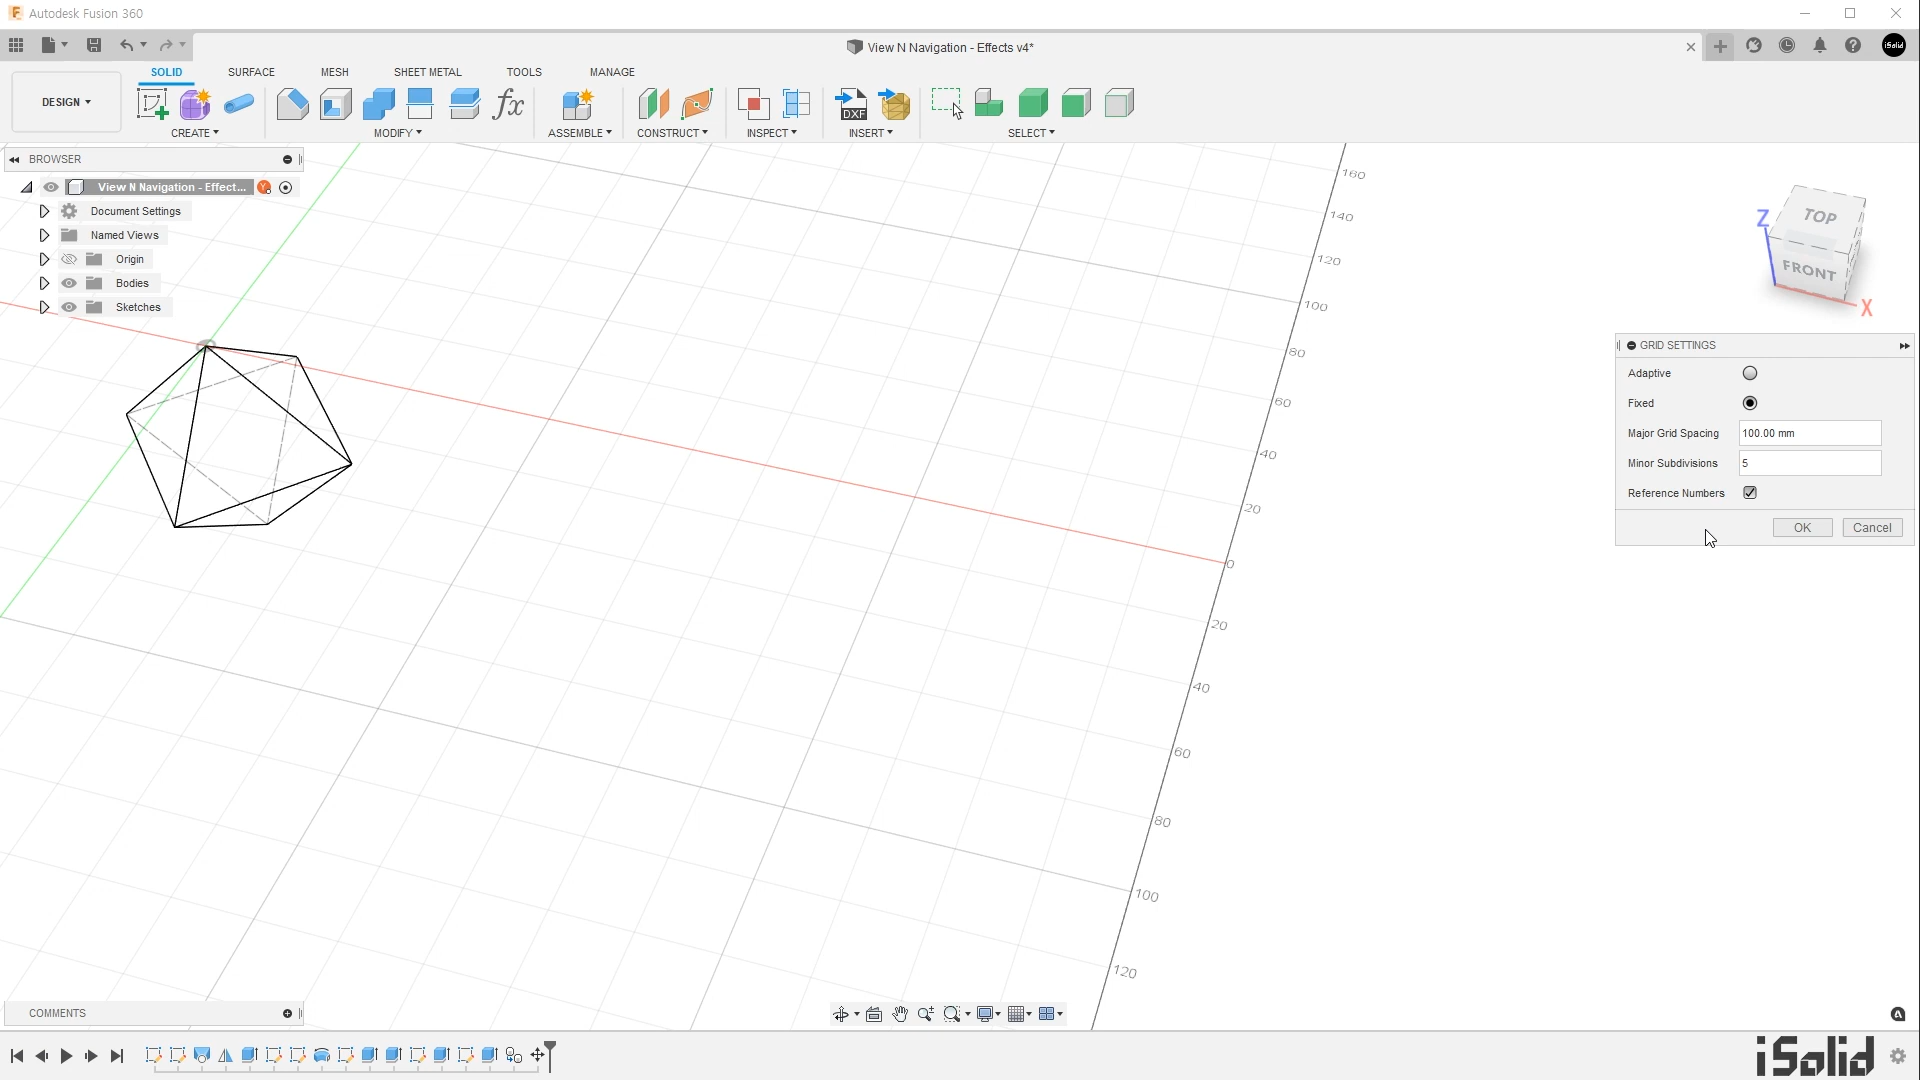 Autodesk Fusion 360
View N Navigation - Effects v4*
iSolid
SOLID
SURFACE
MESH
SHEET METAL
TOOLS
MANAGE
DESIGN
fx
DXF
CREATE
MODIFY
ASSEMBLE
CONSTRUCT
INSPECT
INSERT
SELECT
BROWSER
View N Navigation - Effect...
Document Settings
Named Views
Origin
Bodies
Sketches
160
140
120
100
80
60
40
20
0
20
40
60
80
100
120
Z
TOP
FRONT
X
GRID SETTINGS
Adaptive
Fixed
Major Grid Spacing 100.00 mm
Minor Subdivisions 5
Reference Numbers
OK Cancel
COMMENTS
iSolid